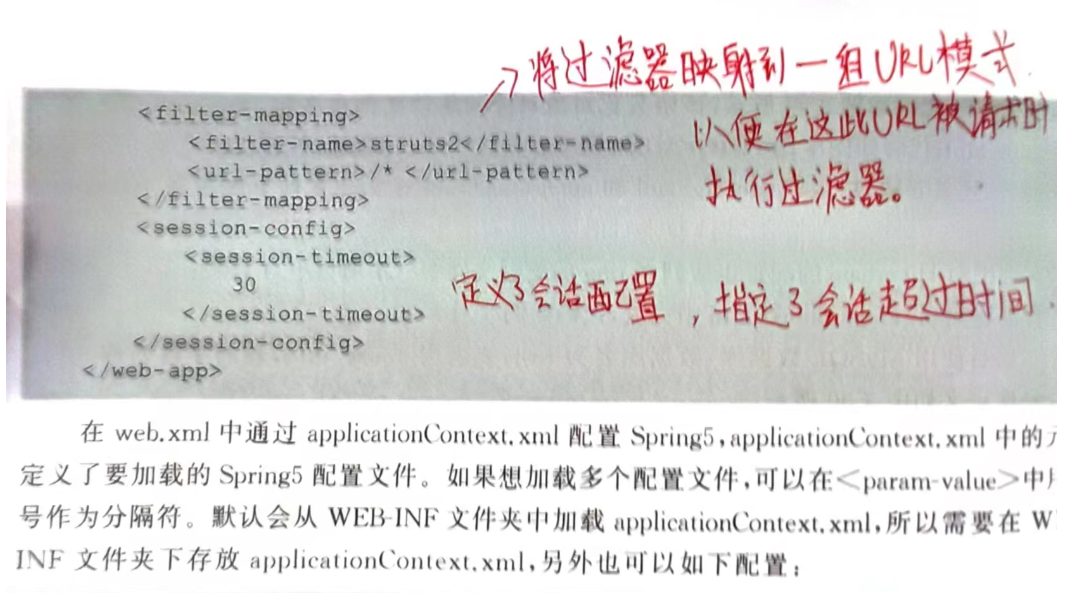 将过滤器映射到一组URL模式
<filter-mapping>
以便在这此URL被请求时
<filter-name>struts2</filter-name>
<url-pattern>/* </url-pattern>
执行过滤器。
</filter-mapping>
<session-config>
<session-timeout>
30
定义了会话配置,指定了会话超过时间.
</session-timeout>
</session-config>
</web-app>
在 web.xml 中通过 applicationContext.xml 配置 Spring5,applicationContext.xml 中的
定义了要加载的 Spring5 配置文件。如果想加载多个配置文件,可以在<param-value>中
号作为分隔符。默认会从 WEB-INF 文件夹中加载 applicationContext.xml,所以需要在 W
INF 文件夹下存放 applicationContext.xml,另外也可以如下配置: